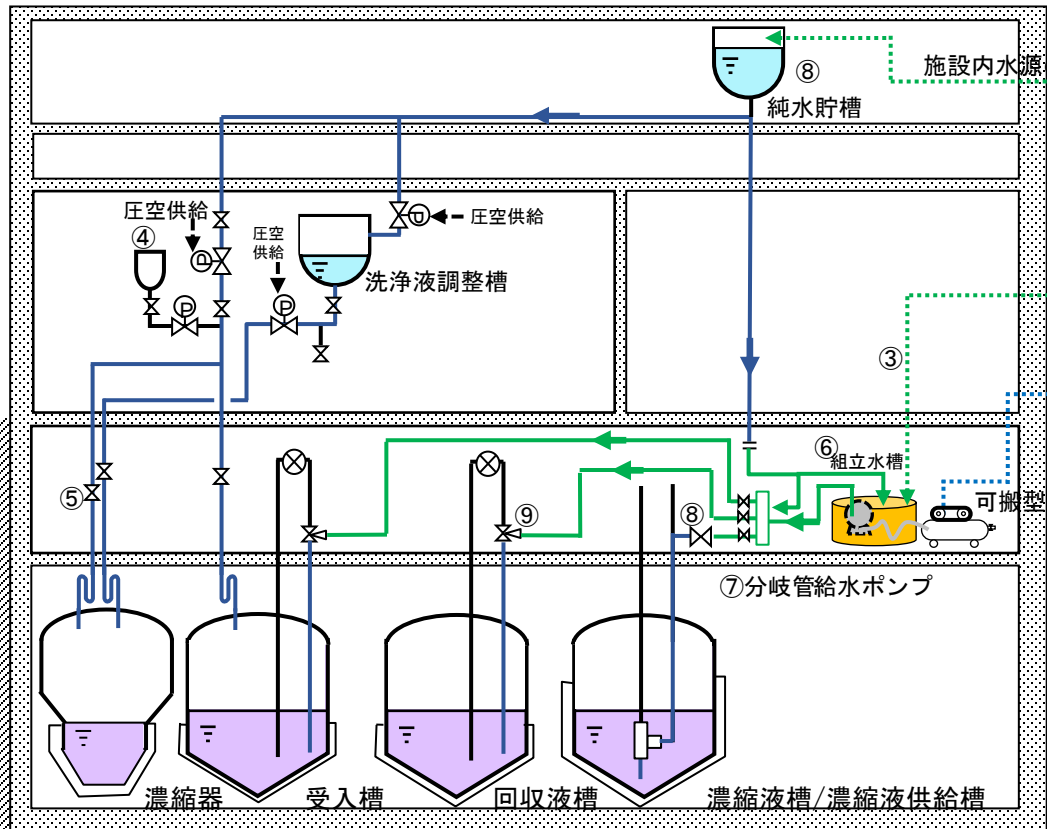 施設内水源
⑧
純水貯槽
圧空供給
④
圧空
供給
圧空供給
P
P
P
P
洗浄液調整槽
③
⑥
組立水槽
⑤
可搬型
⑨
⑧
⑦分岐管給水ポンプ
濃縮器
受入槽
回収液槽
濃縮液槽/濃縮液供給槽